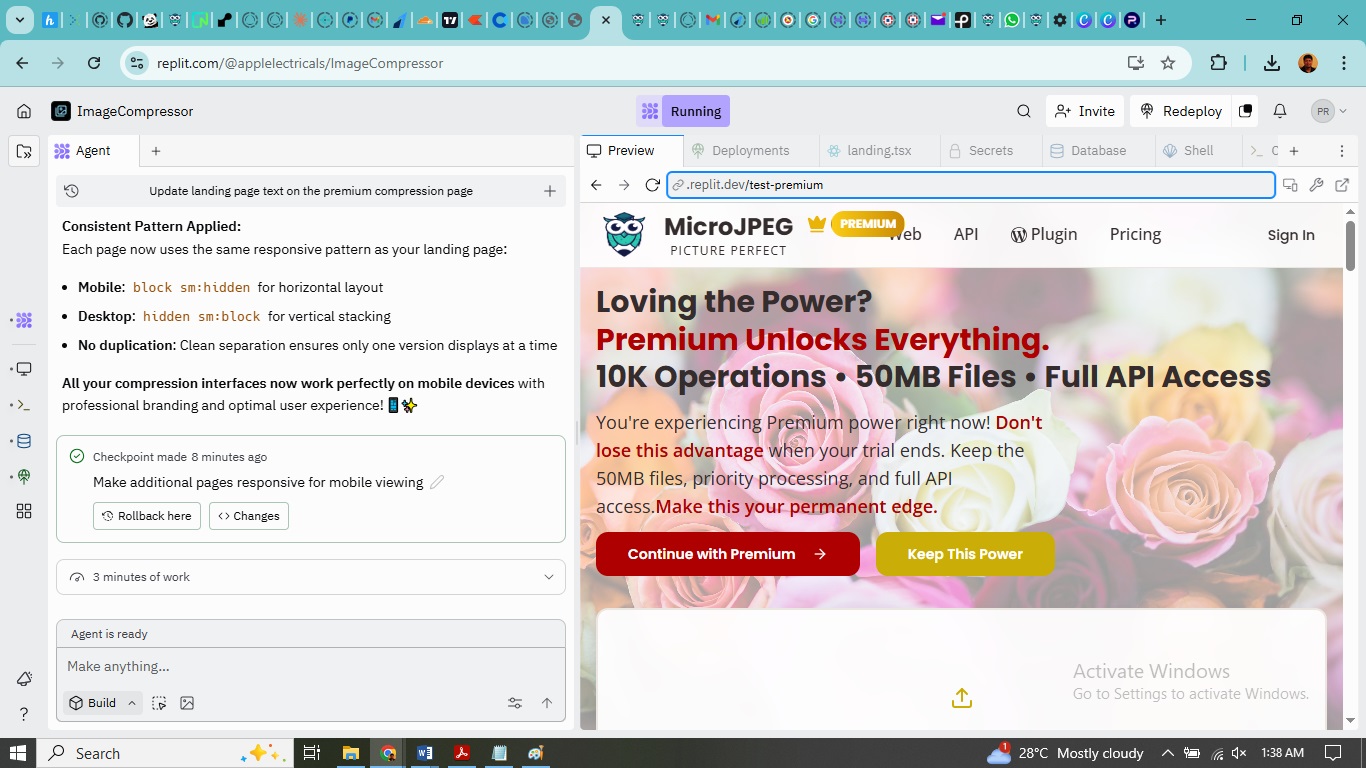 replit.com/@applelectricals/ImageCompressor
ImageCompressor
Running
Invite
Redeploy
PR
Agent
Preview
Deployments
landing.tsx
Secrets
Database
Shell
C
Update landing page text on the premium compression page
.replit.dev/test-premium
Consistent Pattern Applied:
Each page now uses the same responsive pattern as your landing page:
• Mobile: block sm:hidden for horizontal layout
• Desktop: hidden sm:block for vertical stacking
• No duplication: Clean separation ensures only one version displays at a time
All your compression interfaces now work perfectly on mobile devices with
professional branding and optimal user experience! 📱✨
Checkpoint made 8 minutes ago
Make additional pages responsive for mobile viewing
Rollback here
Changes
3 minutes of work
Agent is ready
Make anything...
Build
MicroJPEG
PICTURE PERFECT
PREMIUM
Web
API
Plugin
Pricing
Sign In
Loving the Power?
Premium Unlocks Everything.
10K Operations • 50MB Files • Full API Access
You're experiencing Premium power right now! Don't
lose this advantage when your trial ends. Keep the
50MB files, priority processing, and full API
access.Make this your permanent edge.
Continue with Premium →
Keep This Power
Activate Windows
Go to Settings to activate Windows.
Search
1
28°C Mostly cloudy
1:38 AM